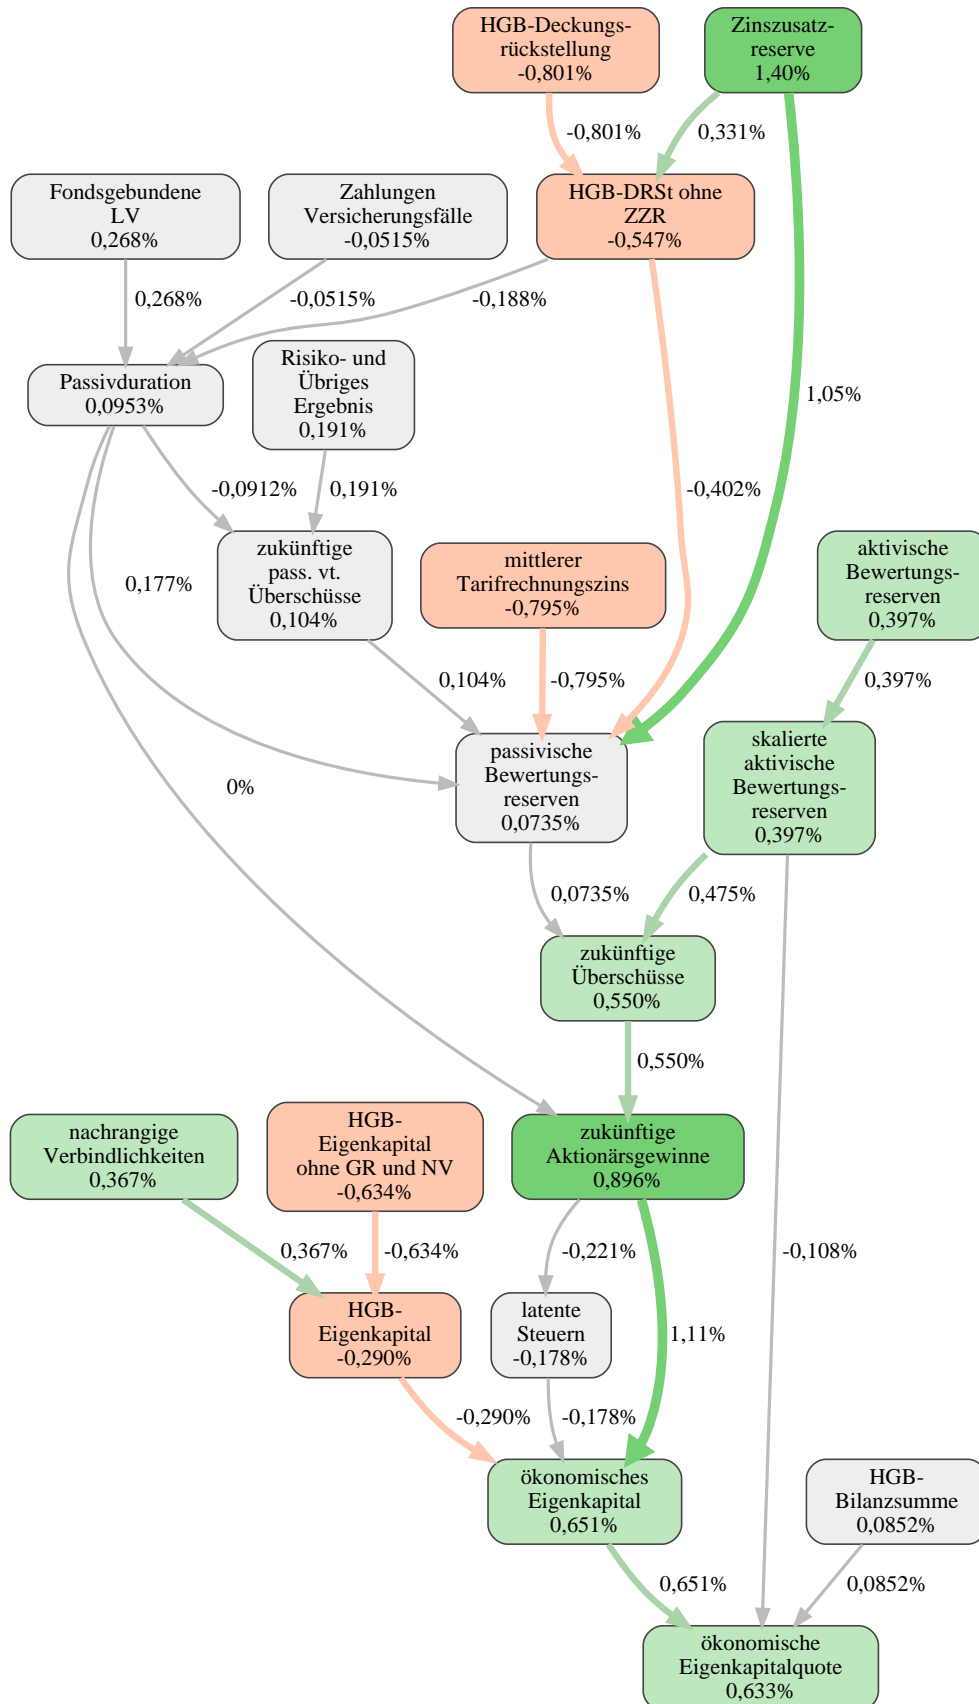 HGB-Deckungs-
rückstellung
-0,801%
Zinszusatz-
reserve
1,40%
-0,801%
0,331%
Fondsgebundene
LV
0,268%
Zahlungen
Versicherungsfälle
-0,0515%
HGB-DRSt ohne
ZZR
-0,547%
0,268%
-0,0515%
-0,188%
Passivduration
0,0953%
Risiko- und
Übriges
Ergebnis
0,191%
1,05%
-0,0912%
0,191%
-0,402%
0,177%
zukünftige
pass. vt.
Überschüsse
0,104%
mittlerer
Tarifrechnungszins
-0,795%
aktivische
Bewertungs-
reserven
0,397%
0,104%
-0,795%
0,397%
0%
passivische
Bewertungs-
reserven
0,0735%
skalierte
aktivische
Bewertungs-
reserven
0,397%
0,0735%
0,475%
zukünftige
Überschüsse
0,550%
0,550%
nachrangige
Verbindlichkeiten
0,367%
HGB-
Eigenkapital
ohne GR und NV
-0,634%
zukünftige
Aktionärsgewinne
0,896%
0,367%
-0,634%
-0,221%
-0,108%
1,11%
HGB-
Eigenkapital
-0,290%
latente
Steuern
-0,178%
-0,290%
-0,178%
ökonomisches
Eigenkapital
0,651%
HGB-
Bilanzsumme
0,0852%
0,651%
0,0852%
ökonomische
Eigenkapitalquote
0,633%